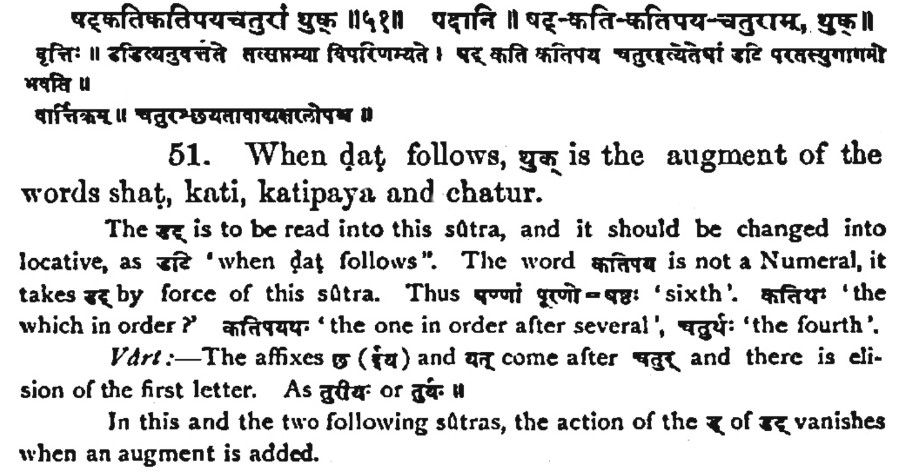 षट्कतिकतिपयचतुरां थुक् ॥५१॥ पदानि ॥ षट्-कति-कतिपय-चतुराम्, थुक् ॥
वृत्तिः ॥ डडित्यनुवर्त्तते तत्सप्तम्या विपरिणम्यते । षट् कति कतिपय चतुरइत्येतेषां डटि परतस्थुगागमो
भवति ॥
वार्त्तिकम् ॥ चतुरश्छयतावाद्यक्षरलोपश्च ॥
51. When ḍaṭ follows, थुक् is the augment of the
words shaṭ, kati, katipaya and chatur.
The डट् is to be read into this sûtra, and it should be changed into
locative, as डटि 'when ḍaṭ follows". The word कतिपय is not a Numeral, it
takes डट् by force of this sûtra. Thus षण्णां पूरणो=षष्ठः 'sixth'. कतिथः 'the
which in order?' कतिपयथः 'the one in order after several', चतुर्थः 'the fourth'.
Vârt:—The affixes छ (ईय) and यत् come after चतुर् and there is eli-
sion of the first letter. As तुरीयः or तुर्यः ॥
In this and the two following sûtras, the action of the ड् of डट् vanishes
when an augment is added.